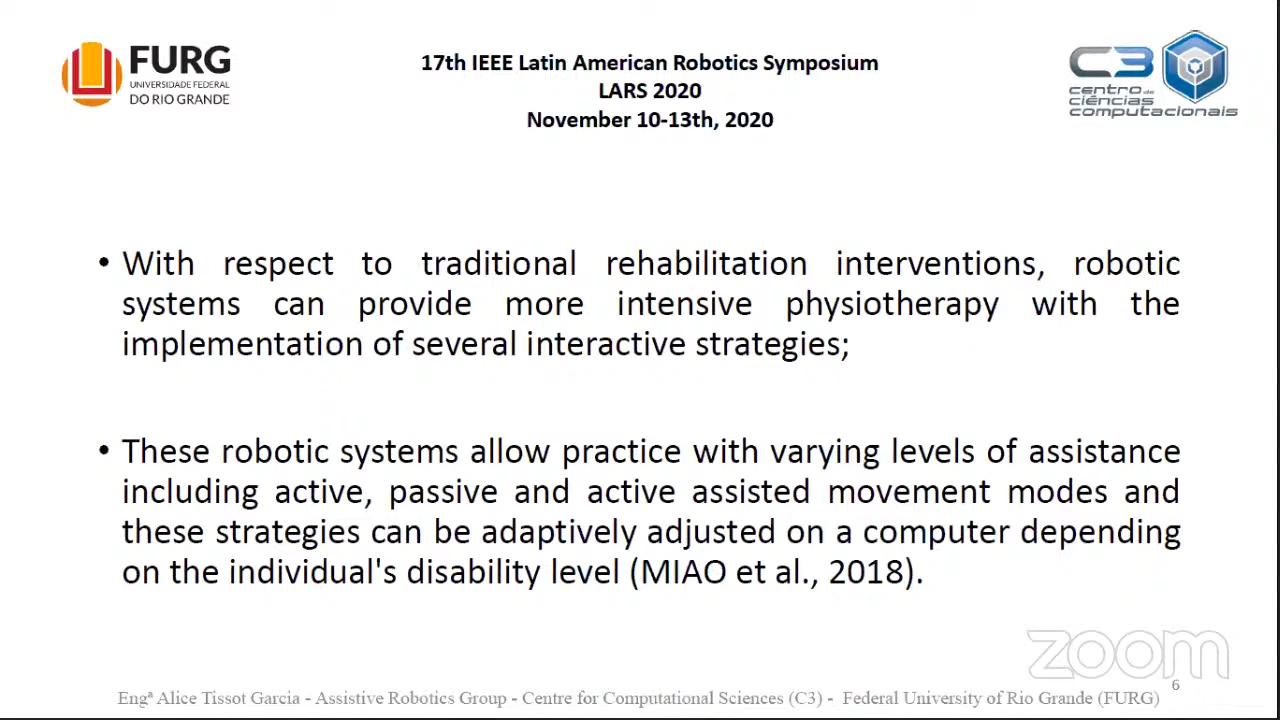 FURG
UNIVERSIDADE FEDERAL
DO RIO GRANDE
17th IEEE Latin American Robotics Symposium
LARS 2020
November 10-13th, 2020
C3
centro de
ciências
computacionais
• With respect to traditional rehabilitation interventions, robotic
systems can provide more intensive physiotherapy with the
implementation of several interactive strategies;
• These robotic systems allow practice with varying levels of assistance
including active, passive and active assisted movement modes and
these strategies can be adaptively adjusted on a computer depending
on the individual's disability level (MIAO et al., 2018).
zoom
6
Engª Alice Tissot Garcia - Assistive Robotics Group - Centre for Computational Sciences (C3) - Federal University of Rio Grande (FURG)